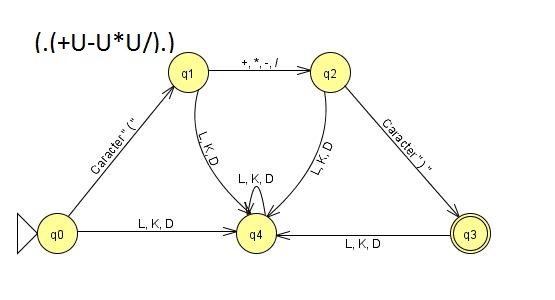 (.(+U-U*U/).)
q1
+, *, -, /
q2
Caracter" ("
L, K, D
L, K, D
Caracter") "
L, K, D
q0
L, K, D
q4
L, K, D
q3